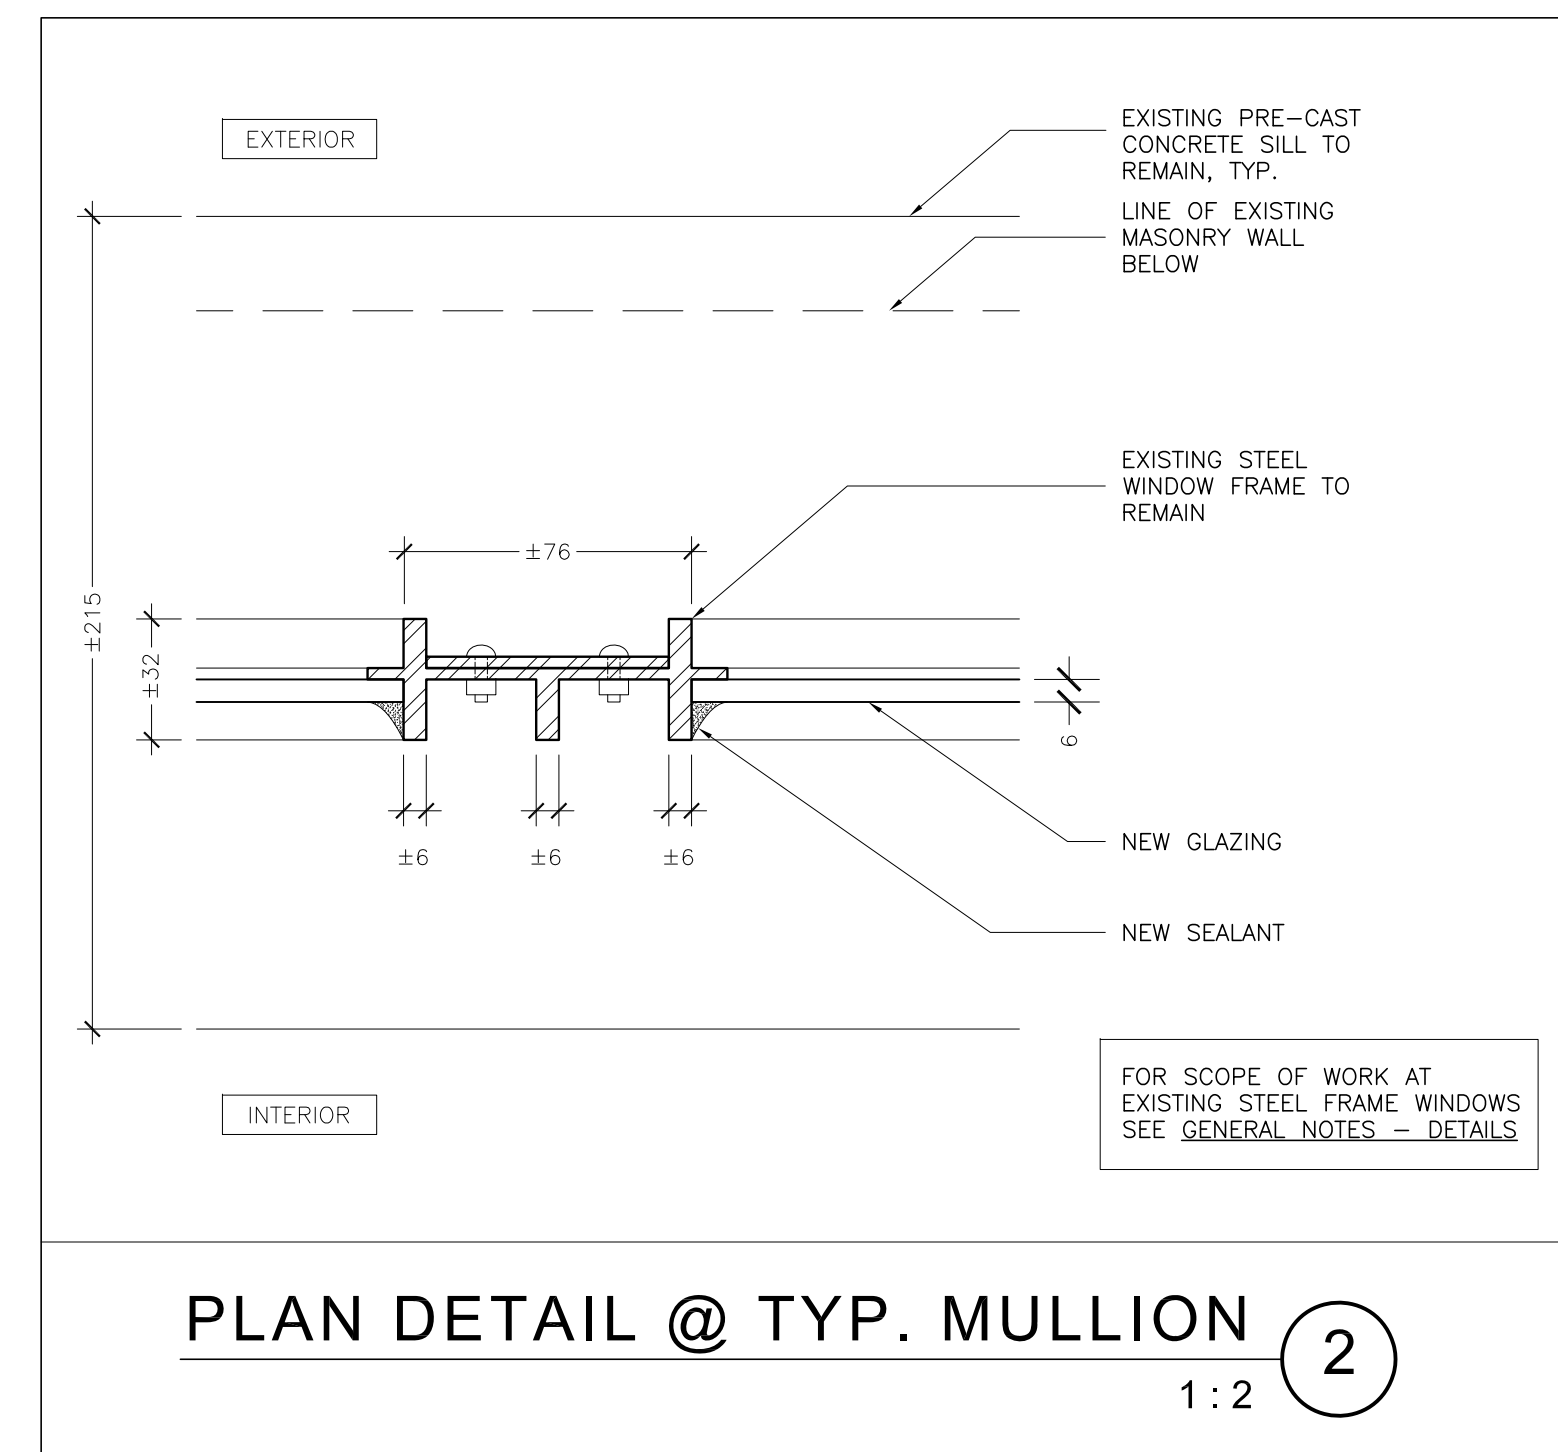 EXTERIOR
EXISTING PRE-CAST
CONCRETE SILL TO
REMAIN, TYP.
LINE OF EXISTING
MASONRY WALL
BELOW
EXISTING STEEL
WINDOW FRAME TO
REMAIN
±76
±215
±32
6
±6
±6
±6
NEW GLAZING
NEW SEALANT
INTERIOR
FOR SCOPE OF WORK AT
EXISTING STEEL FRAME WINDOWS
SEE GENERAL NOTES – DETAILS
PLAN DETAIL @ TYP. MULLION
2
1 : 2